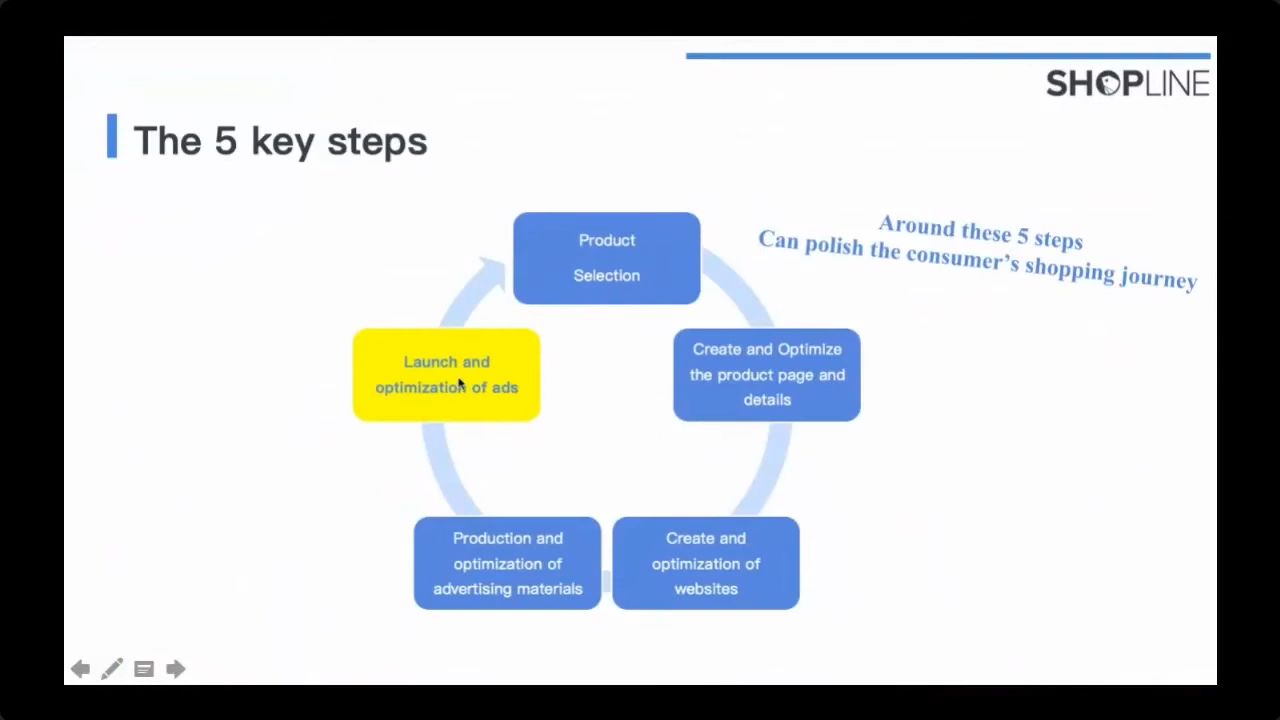 SHOPLINE
The 5 key steps
Around these 5 steps
Can polish the consumer's shopping journey
Product
Selection
Create and Optimize
the product page and
details
Create and
optimization of
websites
Production and
optimization of
advertising materials
Launch and
optimization of ads